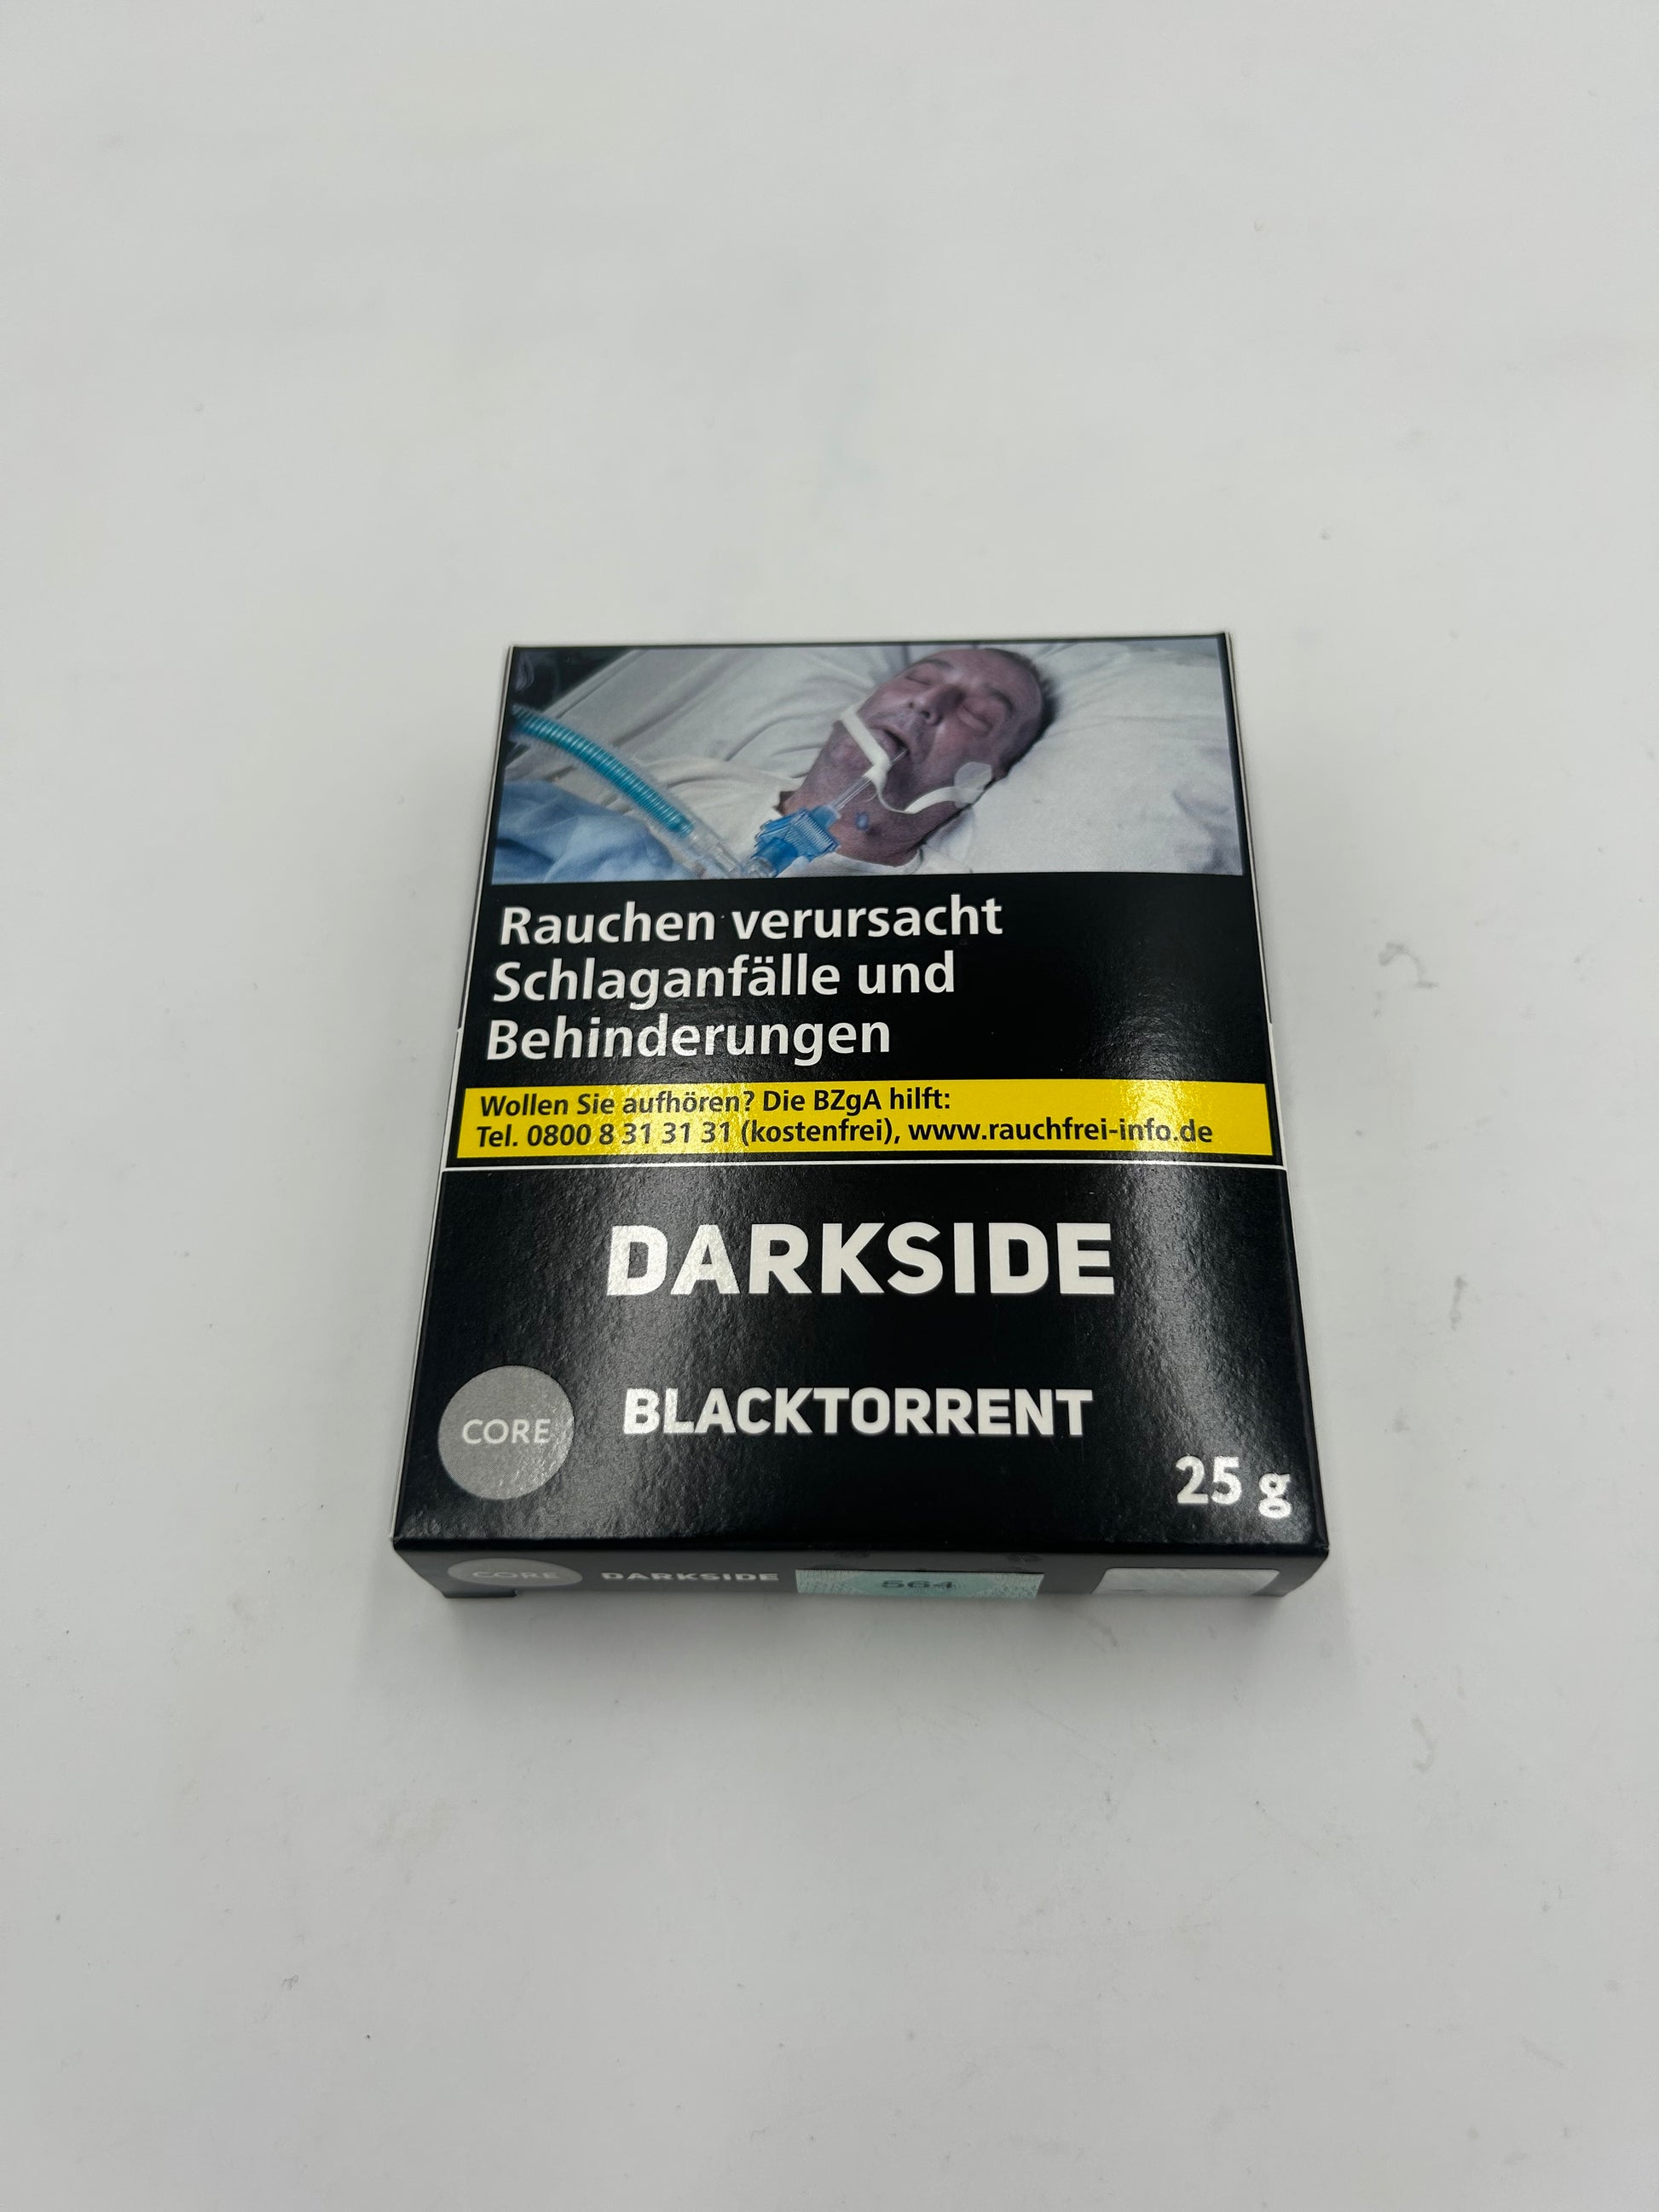 Rauchen verursacht
Schlaganfälle und
Behinderungen
Wollen Sie aufhören? Die BZgA hilft:
Tel. 0800 8 31 31 31 (kostenfrei), www.rauchfrei-info.de
DARKSIDE
CORE
BLACKTORRENT
25 g
CORE DARKSIDE 564